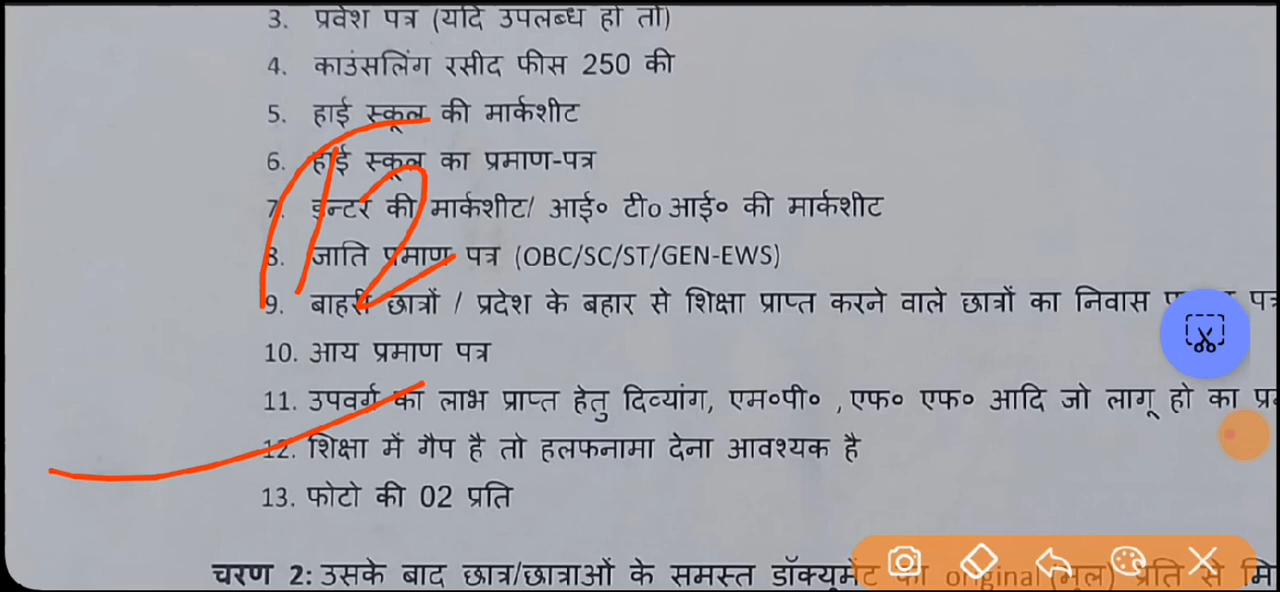 3. प्रवेश पत्र (यदि उपलब्ध हो तो)
4. काउंसलिंग रसीद फीस 250 की
5. हाई स्कूल की मार्कशीट
6. हाई स्कूल का प्रमाण-पत्र
7. इन्टर की मार्कशीट/ आई० टी० आई० की मार्कशीट
12
8. जाति प्रमाण पत्र (OBC/SC/ST/GEN-EWS)
9. बाहरी छात्रों / प्रदेश के बहार से शिक्षा प्राप्त करने वाले छात्रों का निवास
10. आय प्रमाण पत्र
11. उपवर्ग का लाभ प्राप्त हेतु दिव्यांग, एम०पी० , एफ० एफ० आदि जो लागू हो का
12. शिक्षा में गैप है तो हलफनामा देना आवश्यक है
13. फोटो की 02 प्रति
चरण 2: उसके बाद छात्र/छात्राओं के समस्त डॉक्यूमेंट की original (मूल) प्रति से